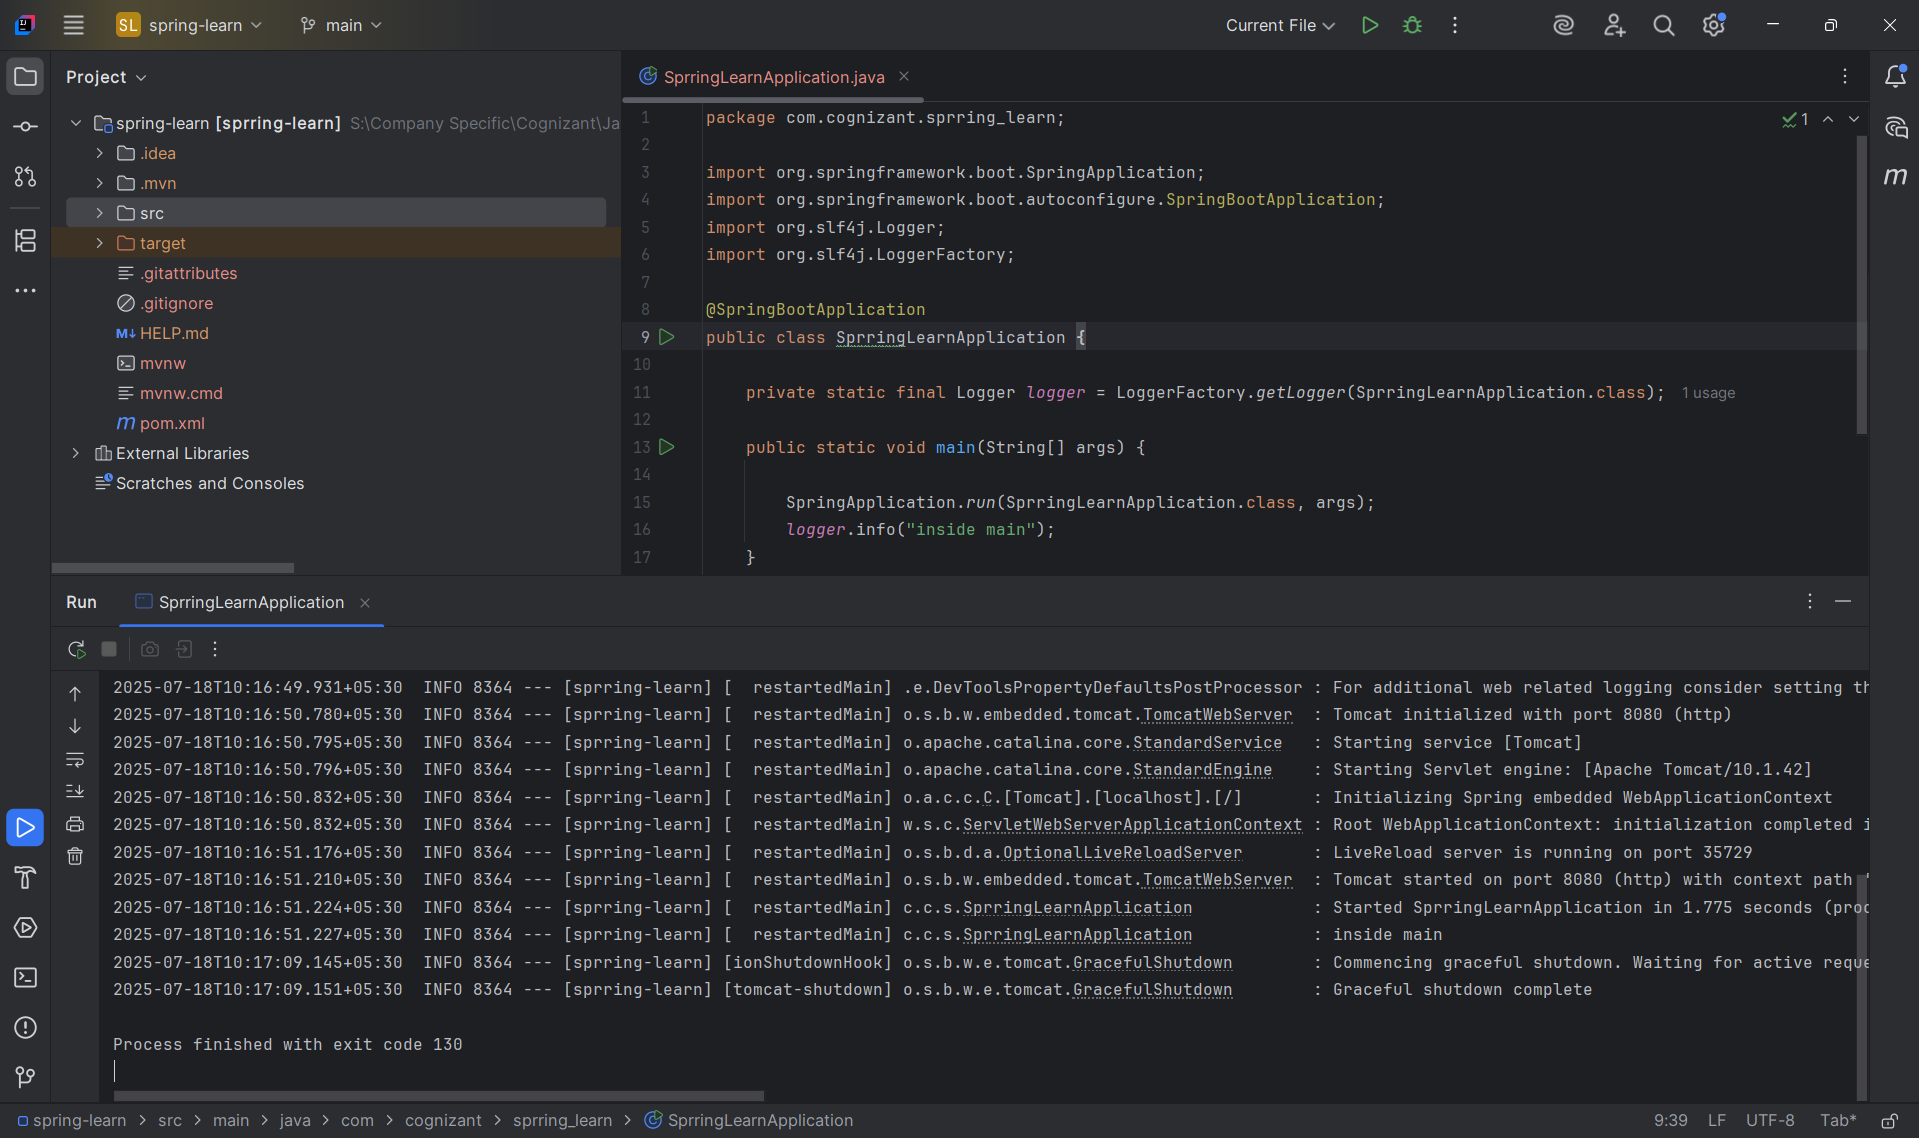 SL spring-learn main Current File
Project
SprringLearnApplication.java
spring-learn [sprring-learn] S:\Company Specific\Cognizant\Ja
.idea
.mvn
src
target
.gitattributes
.gitignore
M↓ HELP.md
mvnw
mvnw.cmd
m pom.xml
External Libraries
Scratches and Consoles
1 package com.cognizant.sprring_learn;
2
3 import org.springframework.boot.SpringApplication;
4 import org.springframework.boot.autoconfigure.SpringBootApplication;
5 import org.slf4j.Logger;
6 import org.slf4j.LoggerFactory;
7
8 @SpringBootApplication
9 public class SprringLearnApplication {
10
11 private static final Logger logger = LoggerFactory.getLogger(SprringLearnApplication.class); 1 usage
12
13 public static void main(String[] args) {
14
15 SpringApplication.run(SprringLearnApplication.class, args);
16 logger.info("inside main");
17 }
1
m
Run SprringLearnApplication
2025-07-18T10:16:49.931+05:30 INFO 8364 --- [sprring-learn] [ restartedMain] .e.DevToolsPropertyDefaultsPostProcessor : For additional web related logging consider setting th
2025-07-18T10:16:50.780+05:30 INFO 8364 --- [sprring-learn] [ restartedMain] o.s.b.w.embedded.tomcat.TomcatWebServer : Tomcat initialized with port 8080 (http)
2025-07-18T10:16:50.795+05:30 INFO 8364 --- [sprring-learn] [ restartedMain] o.apache.catalina.core.StandardService : Starting service [Tomcat]
2025-07-18T10:16:50.796+05:30 INFO 8364 --- [sprring-learn] [ restartedMain] o.apache.catalina.core.StandardEngine : Starting Servlet engine: [Apache Tomcat/10.1.42]
2025-07-18T10:16:50.832+05:30 INFO 8364 --- [sprring-learn] [ restartedMain] o.a.c.c.C.[Tomcat].[localhost].[/] : Initializing Spring embedded WebApplicationContext
2025-07-18T10:16:50.832+05:30 INFO 8364 --- [sprring-learn] [ restartedMain] w.s.c.ServletWebServerApplicationContext : Root WebApplicationContext: initialization completed i
2025-07-18T10:16:51.176+05:30 INFO 8364 --- [sprring-learn] [ restartedMain] o.s.b.d.a.OptionalLiveReloadServer : LiveReload server is running on port 35729
2025-07-18T10:16:51.210+05:30 INFO 8364 --- [sprring-learn] [ restartedMain] o.s.b.w.embedded.tomcat.TomcatWebServer : Tomcat started on port 8080 (http) with context path '
2025-07-18T10:16:51.224+05:30 INFO 8364 --- [sprring-learn] [ restartedMain] c.c.s.SprringLearnApplication : Started SprringLearnApplication in 1.775 seconds (proc
2025-07-18T10:16:51.227+05:30 INFO 8364 --- [sprring-learn] [ restartedMain] c.c.s.SprringLearnApplication : inside main
2025-07-18T10:17:09.145+05:30 INFO 8364 --- [sprring-learn] [ionShutdownHook] o.s.b.w.e.tomcat.GracefulShutdown : Commencing graceful shutdown. Waiting for active reque
2025-07-18T10:17:09.151+05:30 INFO 8364 --- [sprring-learn] [tomcat-shutdown] o.s.b.w.e.tomcat.GracefulShutdown : Graceful shutdown complete
Process finished with exit code 130
spring-learn > src > main > java > com > cognizant > sprring_learn > SprringLearnApplication 9:39 LF UTF-8 Tab*